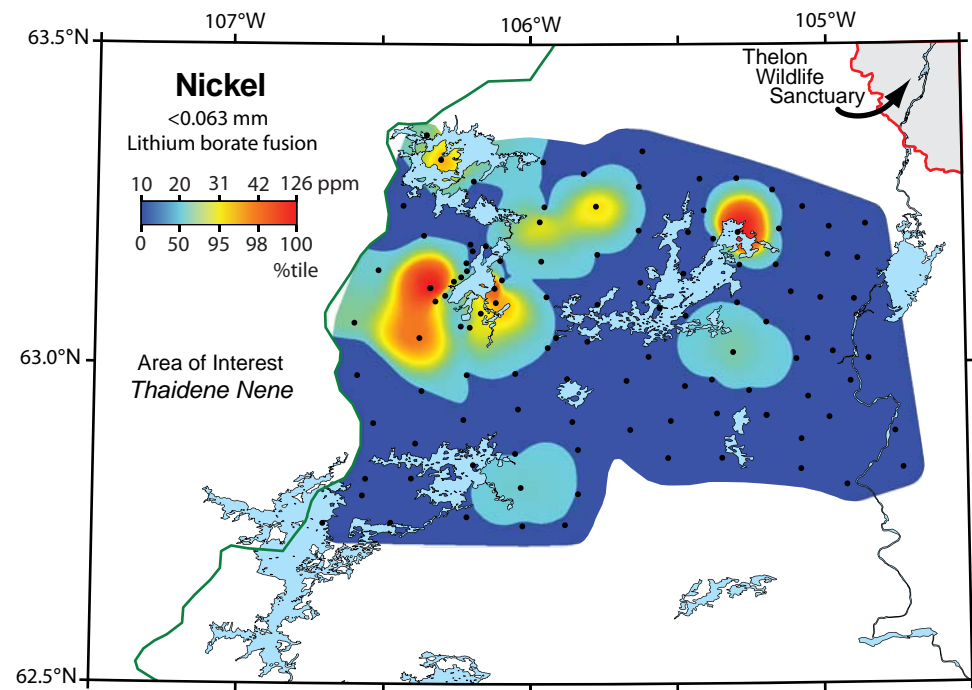 107°W 106°W 105°W
63.5°N
Thelon
Wildlife
Sanctuary
Nickel
<0.063 mm
Lithium borate fusion
10 20 31 42 126 ppm
0 50 95 98 100
%tile
63.0°N
Area of Interest
Thaidene Nene
62.5°N